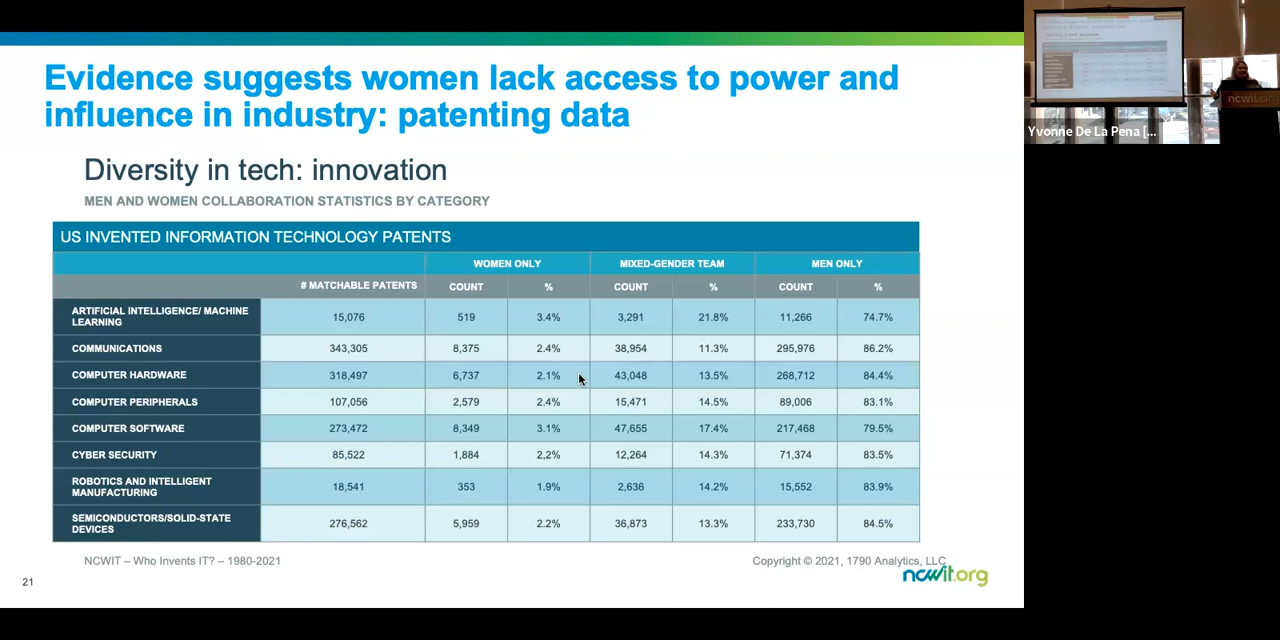 Evidence suggests women lack access to power and
influence in industry: patenting data
Diversity in tech: innovation
MEN AND WOMEN COLLABORATION STATISTICS BY CATEGORY
US INVENTED INFORMATION TECHNOLOGY PATENTS
WOMEN ONLY MIXED-GENDER TEAM MEN ONLY
# MATCHABLE PATENTS COUNT % COUNT % COUNT %
ARTIFICIAL INTELLIGENCE/ MACHINE
LEARNING 15,076 519 3.4% 3,291 21.8% 11,266 74.7%
COMMUNICATIONS 343,305 8,375 2.4% 38,954 11.3% 295,976 86.2%
COMPUTER HARDWARE 318,497 6,737 2.1% 43,048 13.5% 268,712 84.4%
COMPUTER PERIPHERALS 107,056 2,579 2.4% 15,471 14.5% 89,006 83.1%
COMPUTER SOFTWARE 273,472 8,349 3.1% 47,655 17.4% 217,468 79.5%
CYBER SECURITY 85,522 1,884 2,2% 12,264 14.3% 71,374 83.5%
ROBOTICS AND INTELLIGENT
MANUFACTURING 18,541 353 1.9% 2,636 14.2% 15,552 83.9%
SEMICONDUCTORS/SOLID-STATE
DEVICES 276,562 5,959 2.2% 36,873 13.3% 233,730 84.5%
NCWIT – Who Invents IT? – 1980-2021
Copyright © 2021, 1790 Analytics, LLC
ncwit.org
21
ncwit.org
Yvonne De La Pena [...